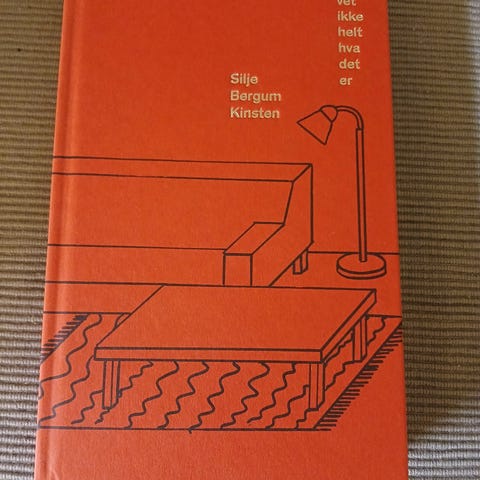 vet
ikke
helt
hva
det
er
Silje
Bergum
Kinsten